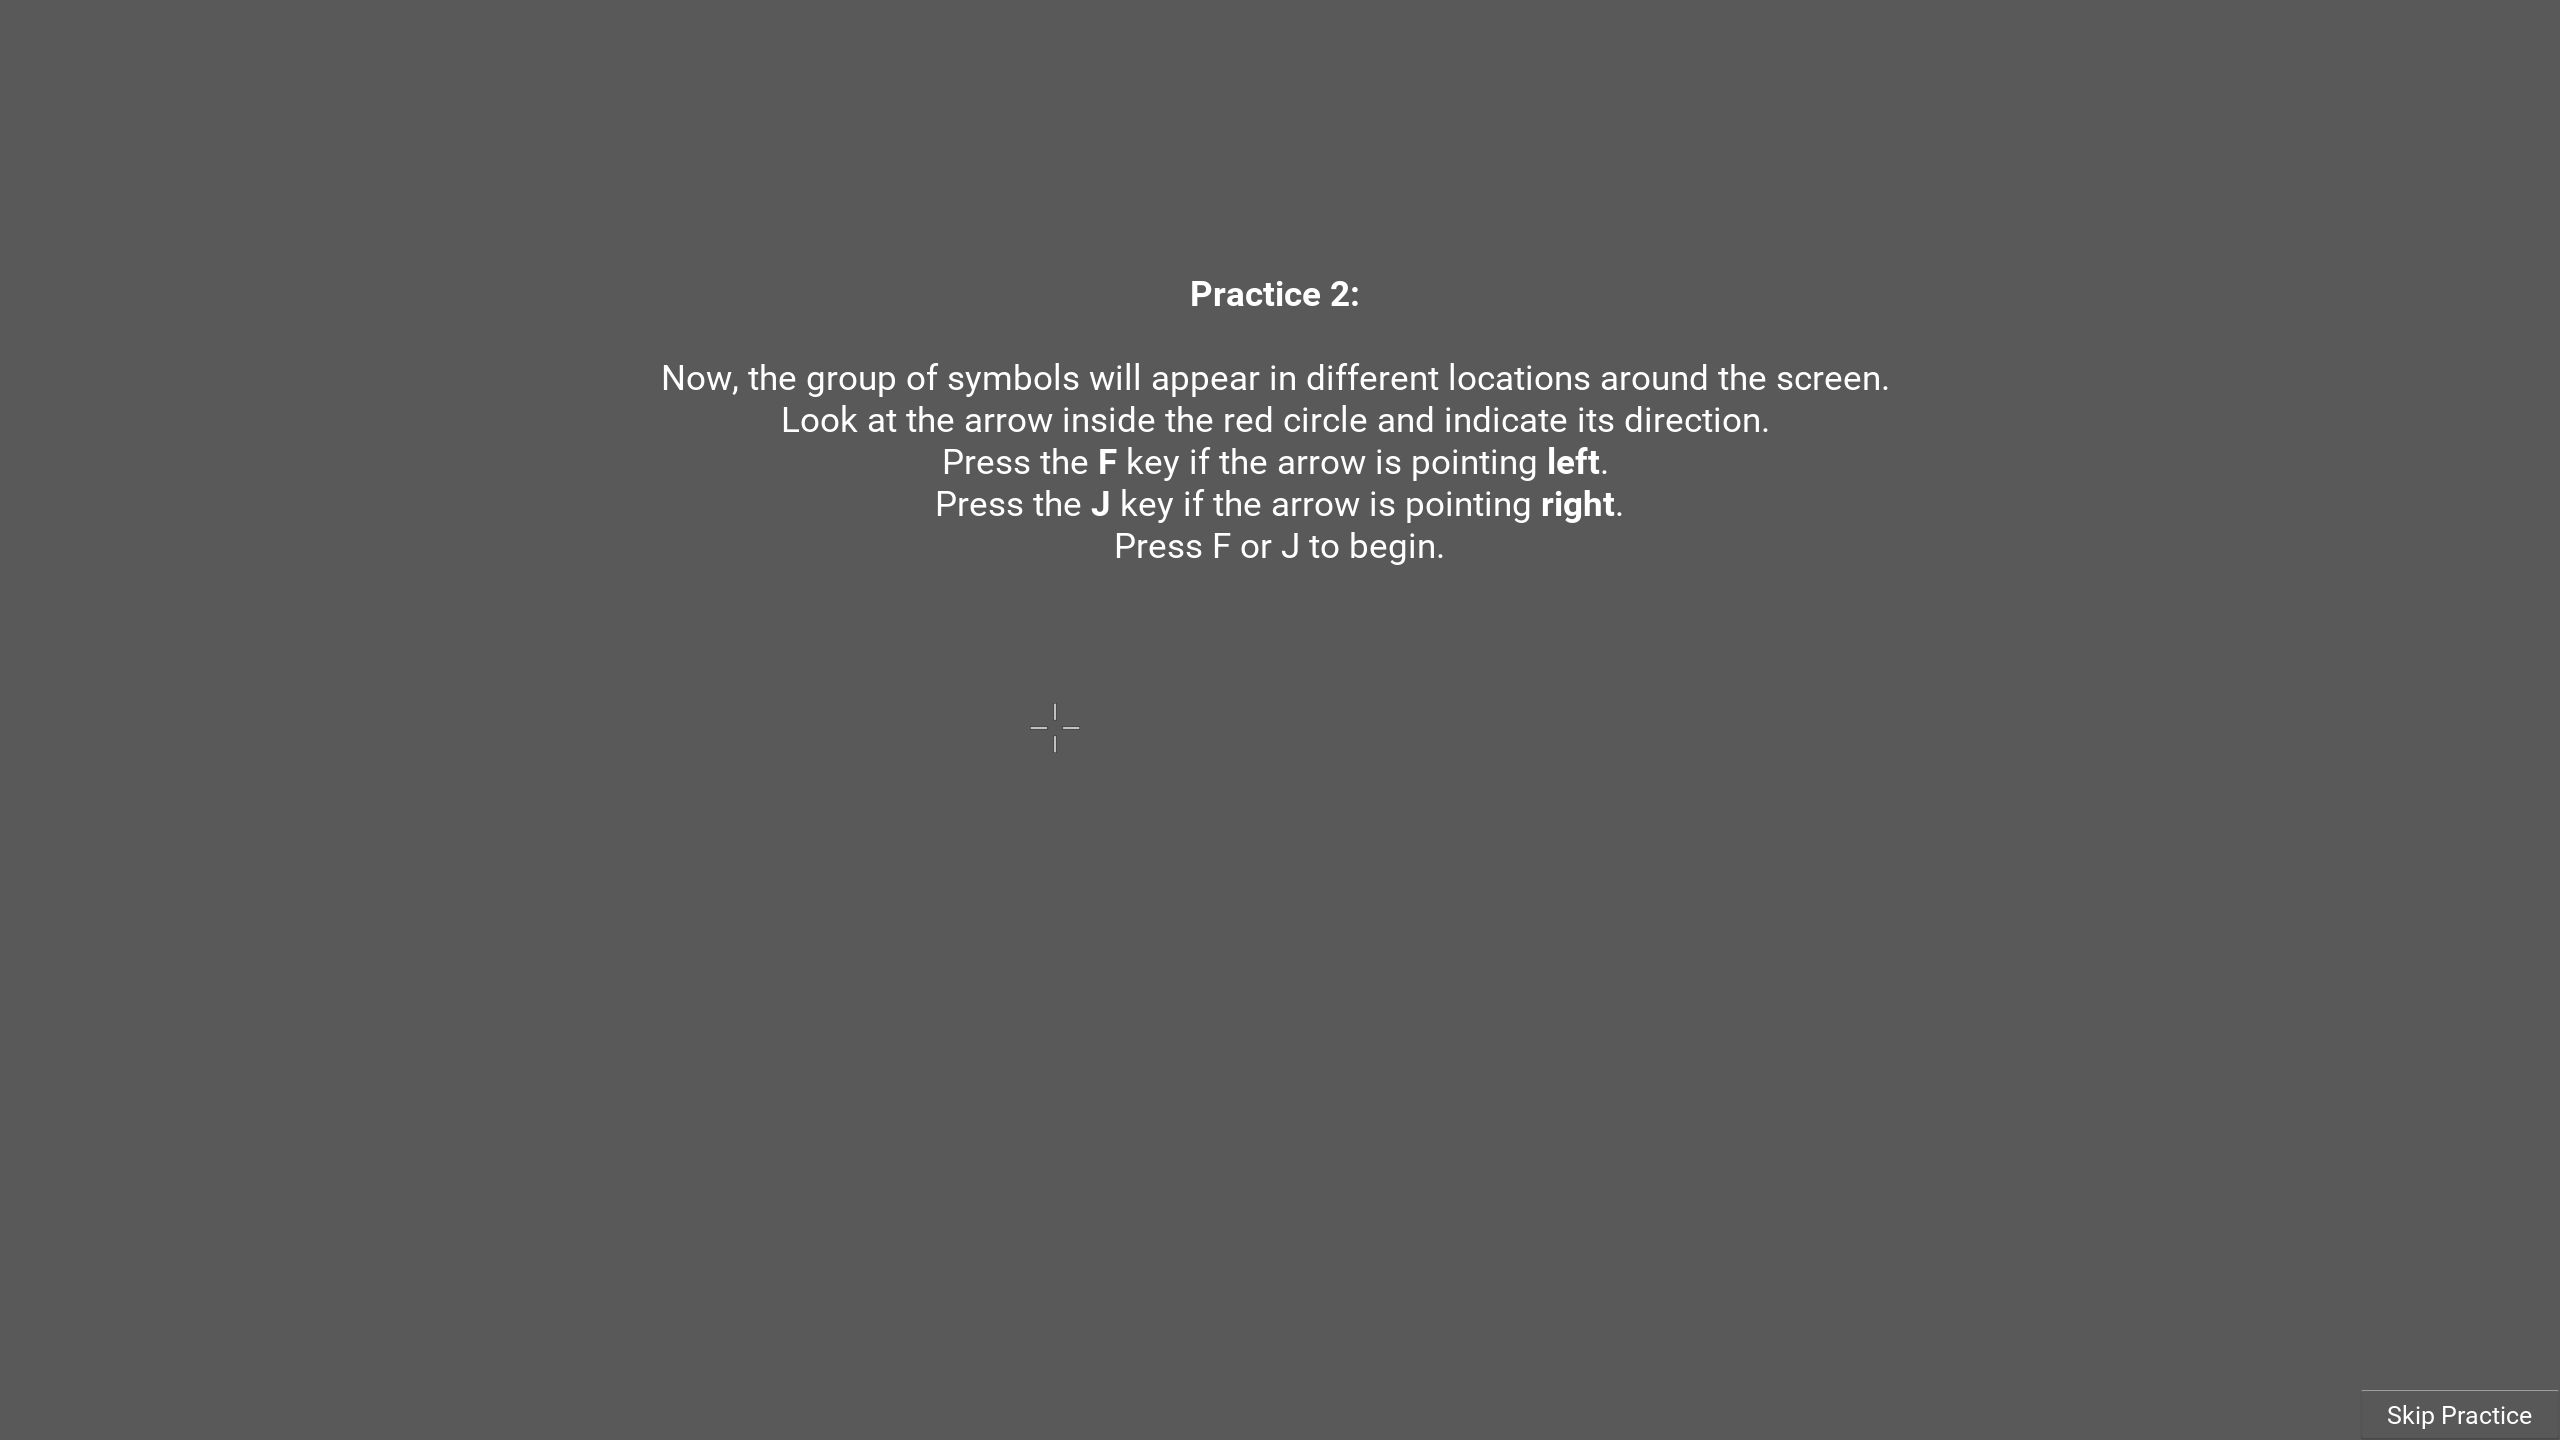 Practice 2:
Now, the group of symbols will appear in different locations around the screen.
Look at the arrow inside the red circle and indicate its direction.
Press the F key if the arrow is pointing left.
Press the J key if the arrow is pointing right.
Press F or J to begin.
Skip Practice